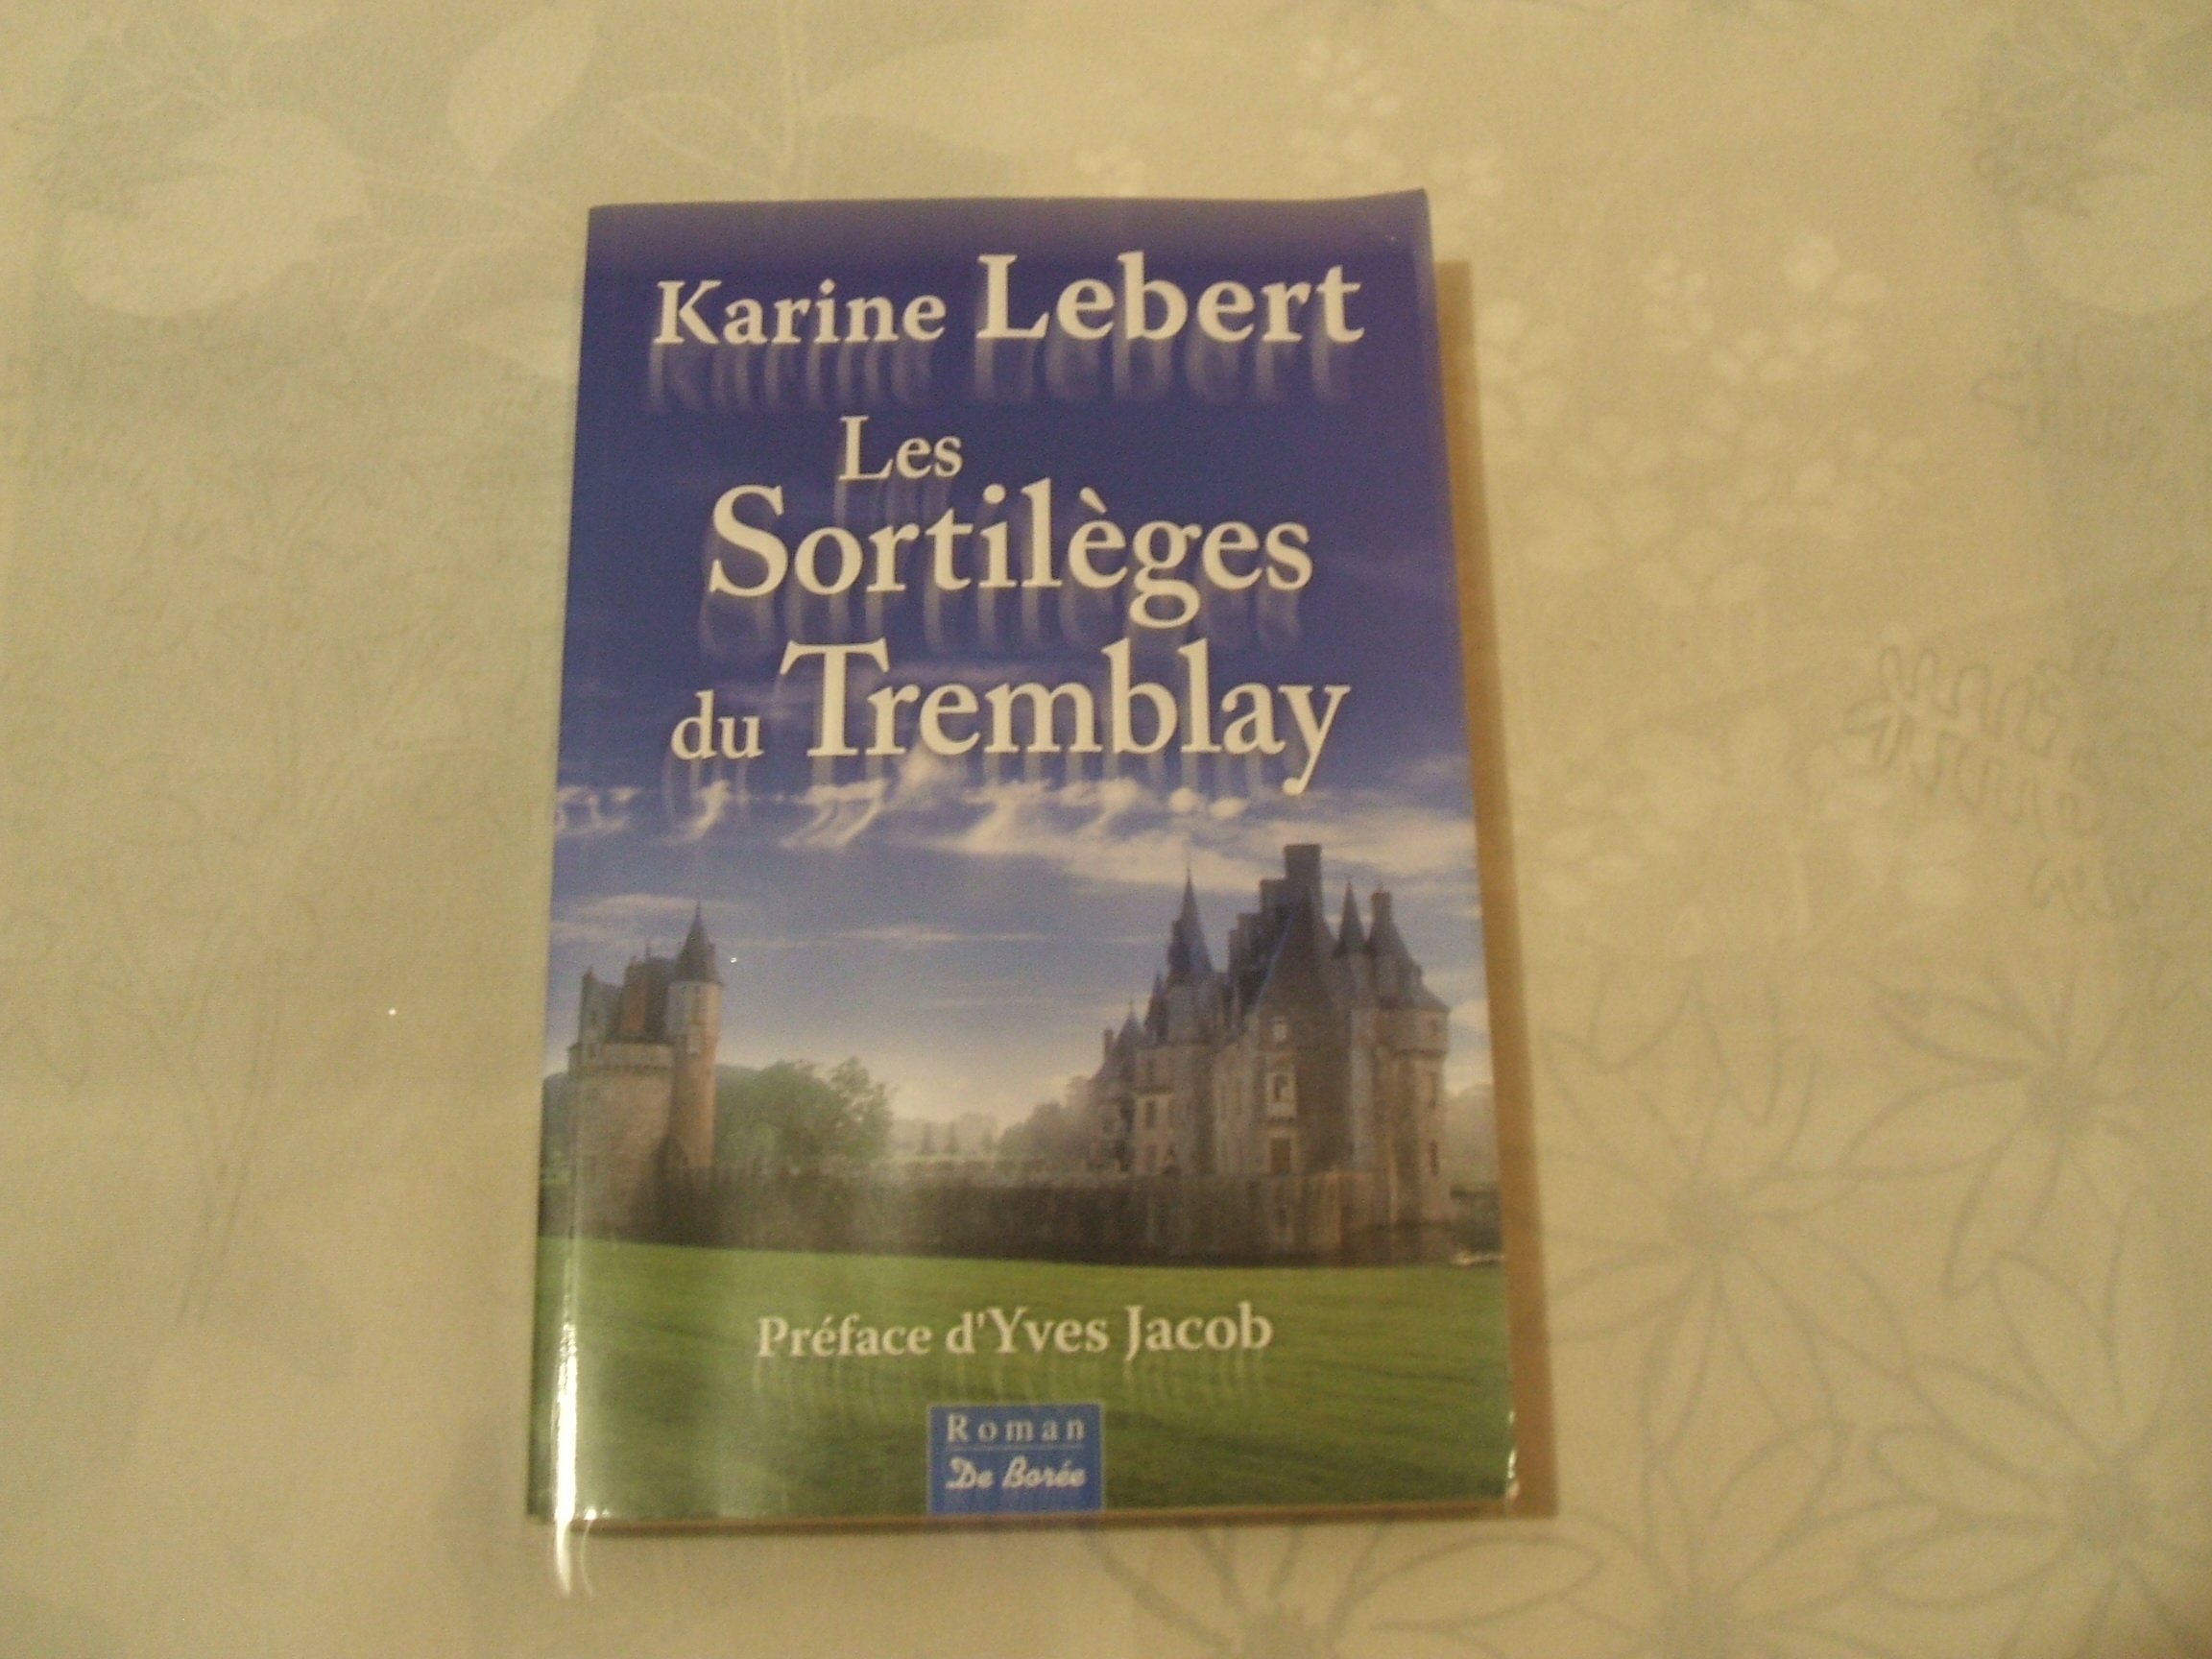 Karine Lebert
Les
Sortilèges
du Tremblay
Préface d'Yves Jacob
Roman
De Borée